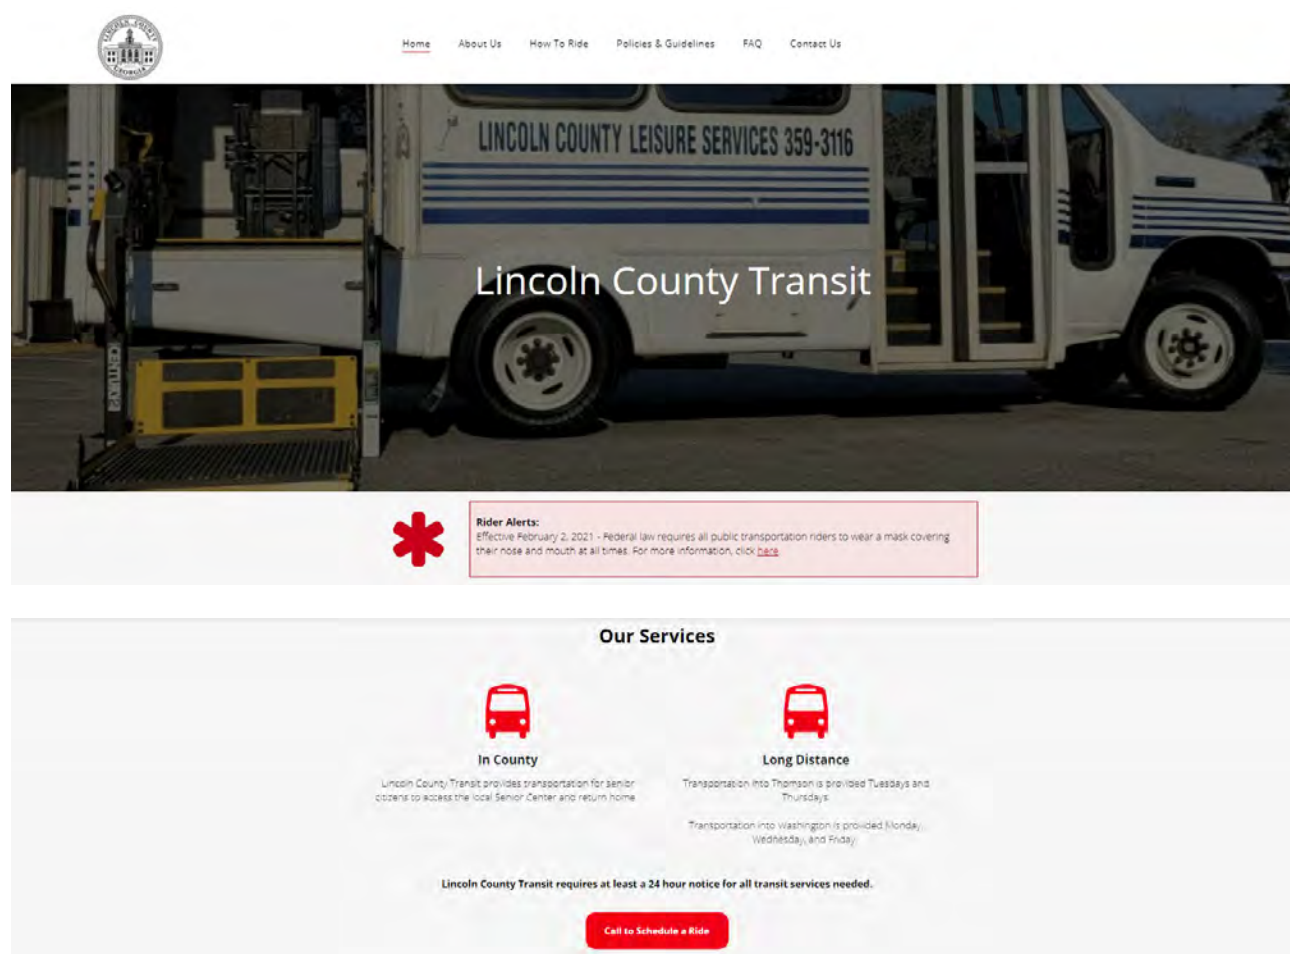 LINCOLN COUNTY
GEORGIA
Home About Us How To Ride Policies & Guidelines FAQ Contact Us
LINCOLN COUNTY LEISURE SERVICES 359-3116
Lincoln County Transit
CENTURY 2
Rider Alerts:
Effective February 2, 2021 - Federal law requires all public transportation riders to wear a mask covering
their nose and mouth at all times. For more information, click here
Our Services
In County
Lincoln County Transit provides transportation for senior
citizens to access the local Senior Center and return home
Long Distance
Transportation into Thomson is provided Tuesdays and
Thursdays.
Transportation into Washington is provided Monday,
Wednesday, and Friday
Lincoln County Transit requires at least a 24 hour notice for all transit services needed.
Call to Schedule a Ride